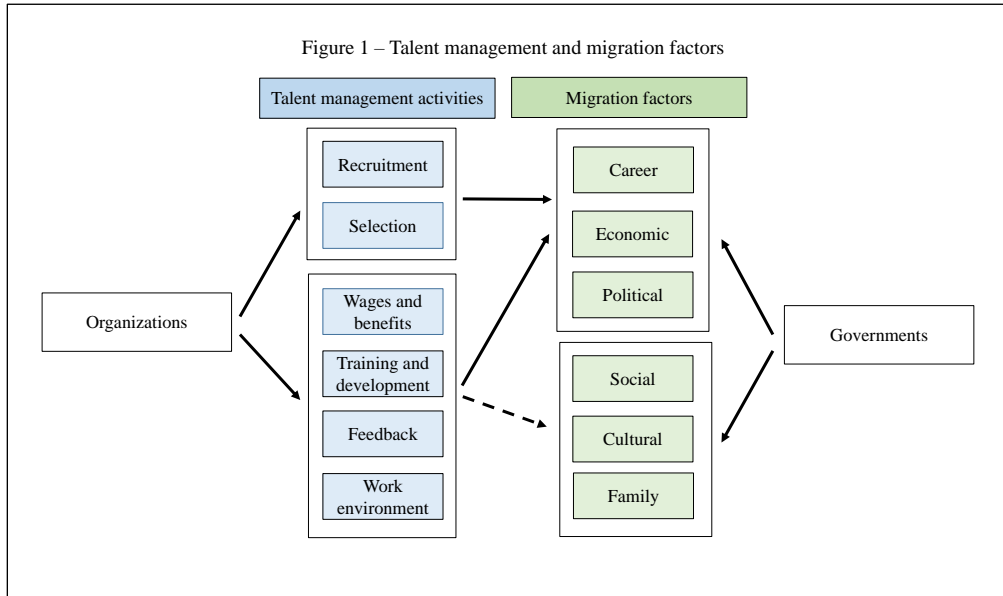 Figure 1 – Talent management and migration factors
Talent management activities
Migration factors
Recruitment
Selection
Wages and
benefits
Training and
development
Feedback
Work
environment
Organizations
Career
Economic
Political
Social
Cultural
Family
Governments